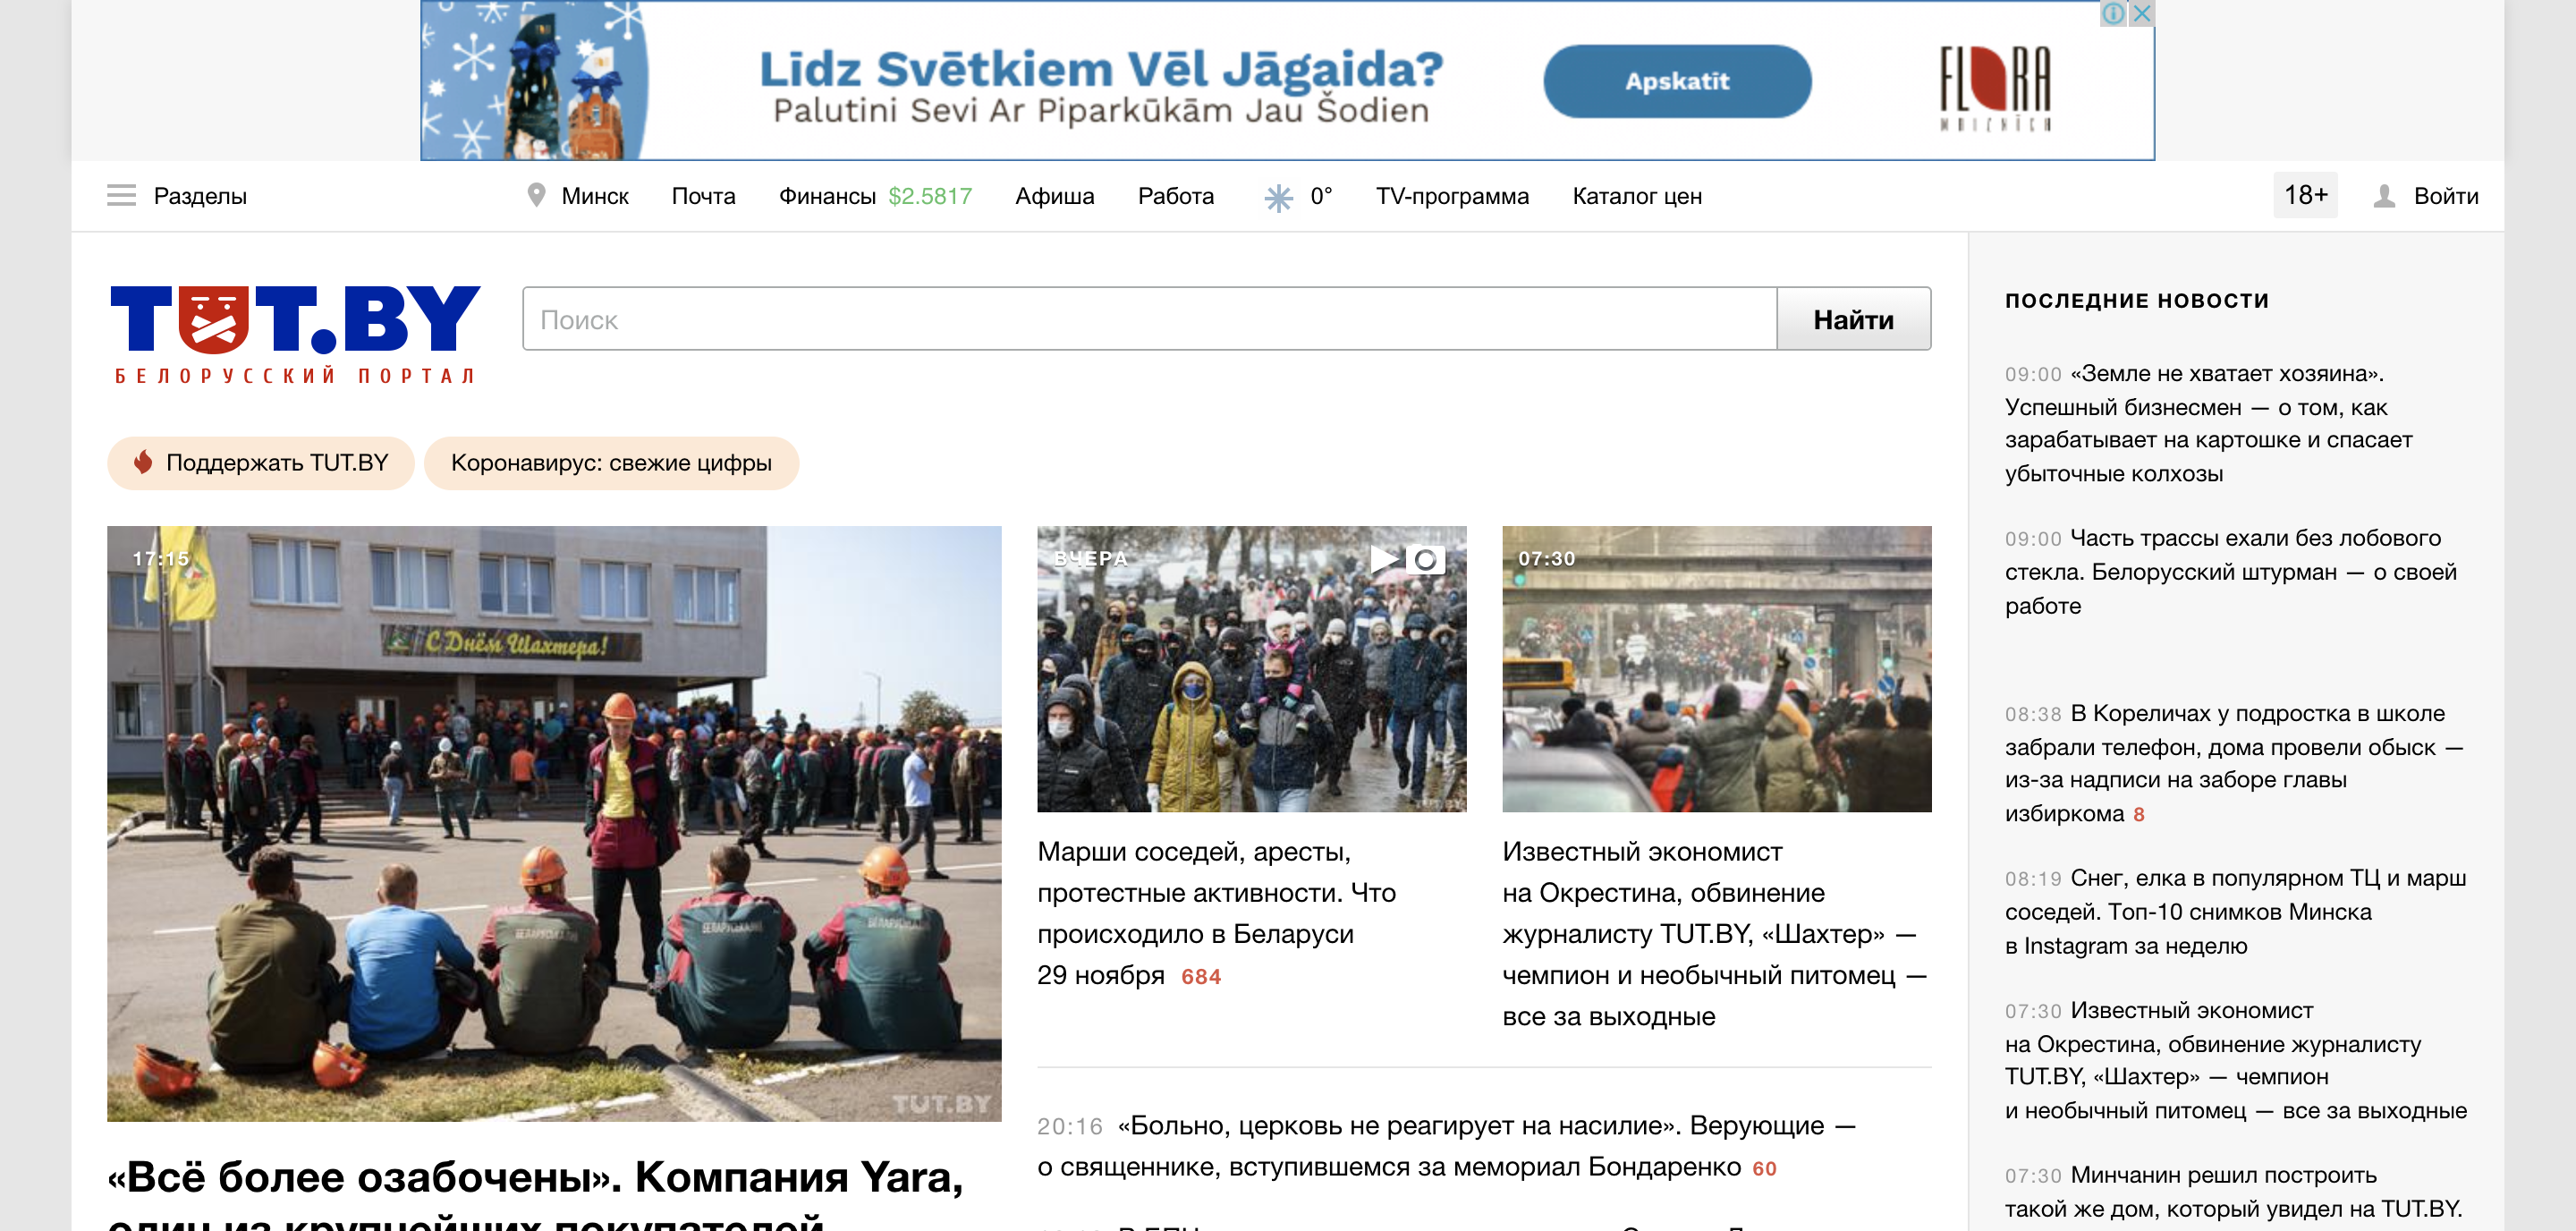 Lidz Svētkiem Vēl Jāgaida?
Palutini Sevi Ar Piparkūkām Jau Šodien
Apskatīt
FLORA
Разделы
Минск
Почта
Финансы $2.5817
Афиша
Работа
0°
TV-программа
Каталог цен
18+
Войти
TUT.BY
БЕЛОРУССКИЙ ПОРТАЛ
Поиск
Найти
Поддержать TUT.BY
Коронавирус: свежие цифры
17:15
С Днём Шахтера!
БЕЛАРУСЬКАЛИЙ
БЕЛАРУСЬКАЛИЙ
БЕЛАРУСЬКАЛИЙ
TUT.BY
«Всё более озабочены». Компания Yara,
один из крупнейших покупателей
ВЧЕРА
Марши соседей, аресты,
протестные активности. Что
происходило в Беларуси
29 ноября 684
07:30
Известный экономист
на Окрестина, обвинение
журналисту TUT.BY, «Шахтер» —
чемпион и необычный питомец —
все за выходные
20:16 «Больно, церковь не реагирует на насилие». Верующие —
о священнике, вступившемся за мемориал Бондаренко 60
ПОСЛЕДНИЕ НОВОСТИ
09:00 «Земле не хватает хозяина».
Успешный бизнесмен — о том, как
зарабатывает на картошке и спасает
убыточные колхозы
09:00 Часть трассы ехали без лобового
стекла. Белорусский штурман — о своей
работе
08:38 В Кореличах у подростка в школе
забрали телефон, дома провели обыск —
из-за надписи на заборе главы
избиркома 8
08:19 Снег, елка в популярном ТЦ и марш
соседей. Топ-10 снимков Минска
в Instagram за неделю
07:30 Известный экономист
на Окрестина, обвинение журналисту
TUT.BY, «Шахтер» — чемпион
и необычный питомец — все за выходные
07:30 Минчанин решил построить
такой же дом, который увидел на TUT.BY.